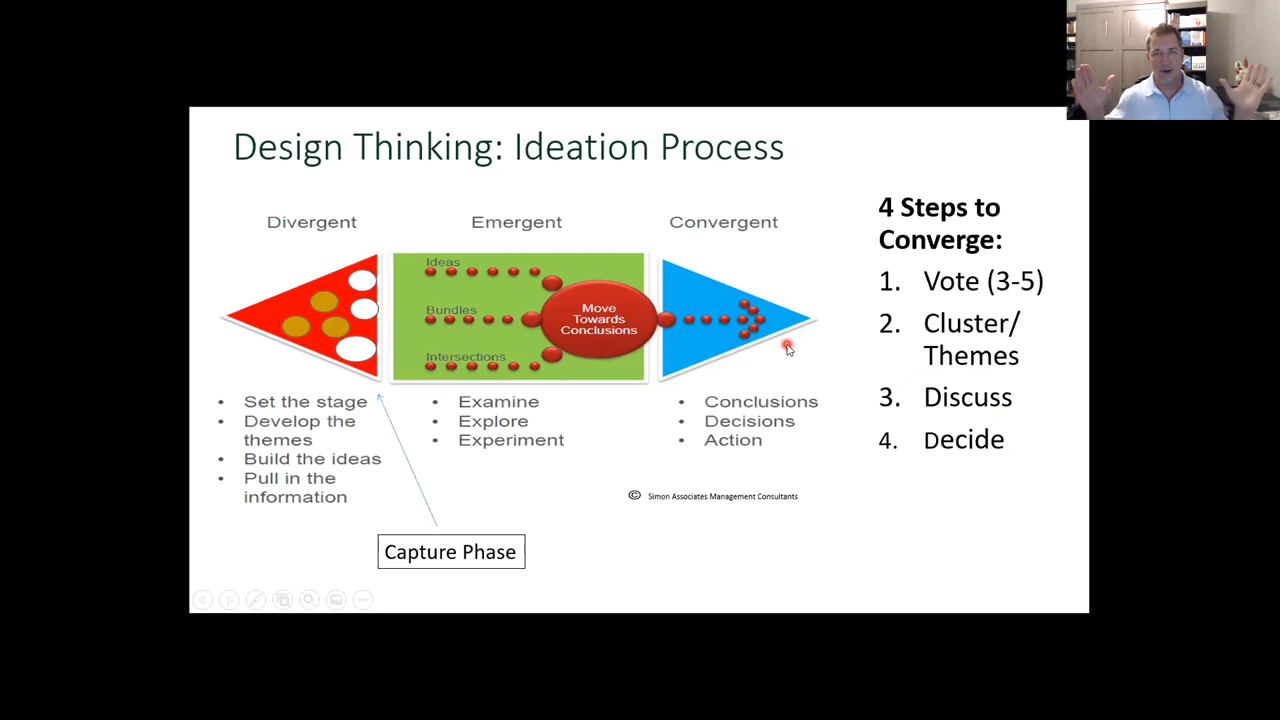 Design Thinking: Ideation Process
Divergent
Emergent
Convergent
Ideas
Bundles
Intersections
Move
Towards
Conclusions
• Set the stage
• Develop the
themes
• Build the ideas
• Pull in the
information
• Examine
• Explore
• Experiment
• Conclusions
• Decisions
• Action
© Simon Associates Management Consultants
Capture Phase
4 Steps to
Converge:
1. Vote (3-5)
2. Cluster/
Themes
3. Discuss
4. Decide